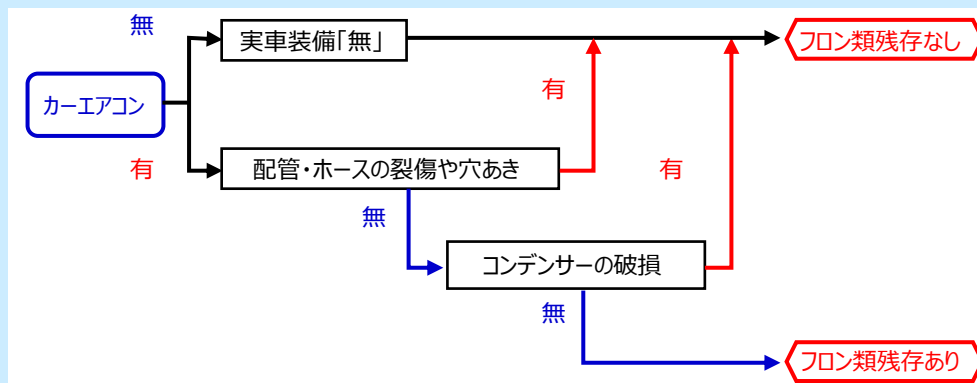 無
実車装備「無」
フロン類残存なし
カーエアコン
有
有
配管・ホースの裂傷や穴あき
有
無
コンデンサーの破損
無
フロン類残存あり